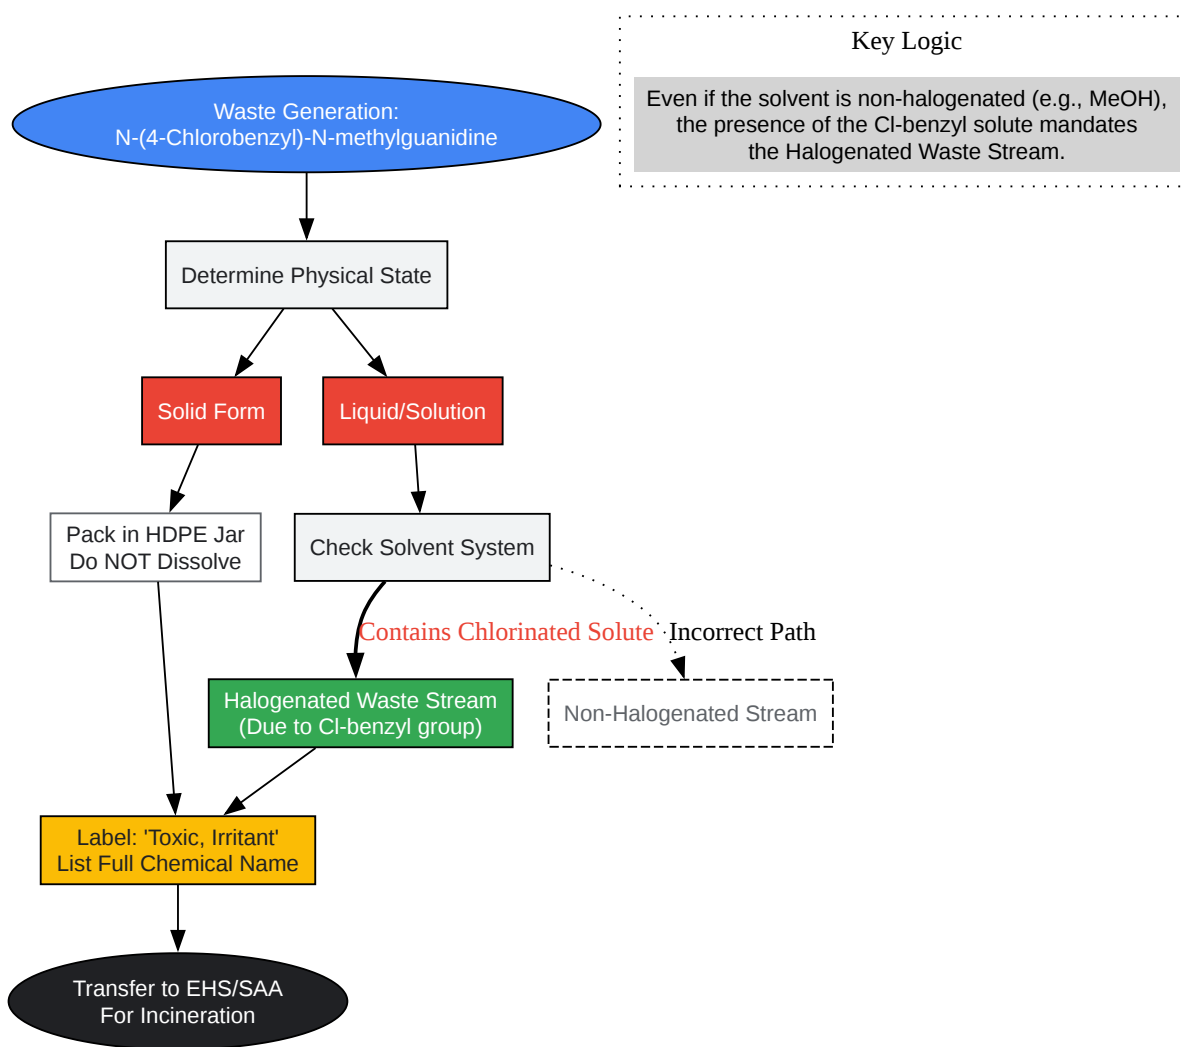 Key Logic
Even if the solvent is non-halogenated (e.g., MeOH),
the presence of the Cl-benzyl solute mandates
the Halogenated Waste Stream.
Waste Generation:
N-(4-Chlorobenzyl)-N-methylguanidine
Determine Physical State
Solid Form
Liquid/Solution
Pack in HDPE Jar
Do NOT Dissolve
Check Solvent System
Contains Chlorinated Solute
Incorrect Path
Halogenated Waste Stream
(Due to Cl-benzyl group)
Non-Halogenated Stream
Label: 'Toxic, Irritant'
List Full Chemical Name
Transfer to EHS/SAA
For Incineration